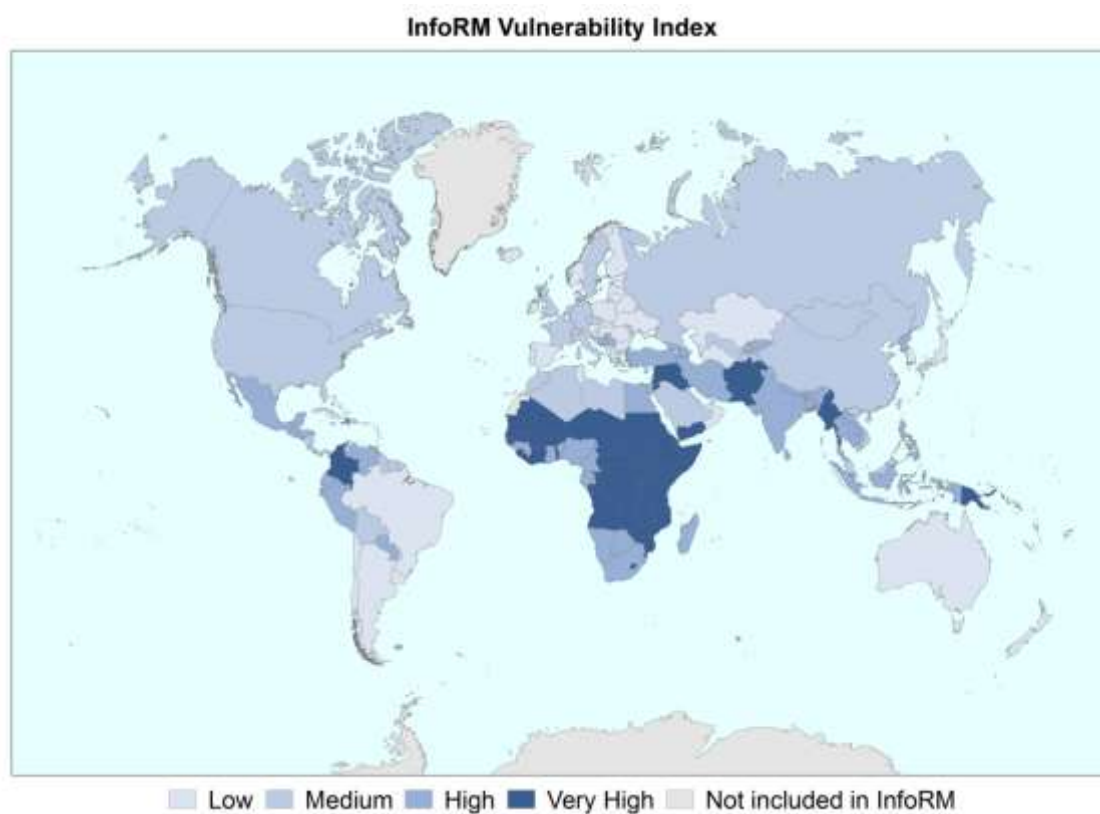 InfoRM Vulnerability Index
Low Medium High Very High Not included in InfoRM